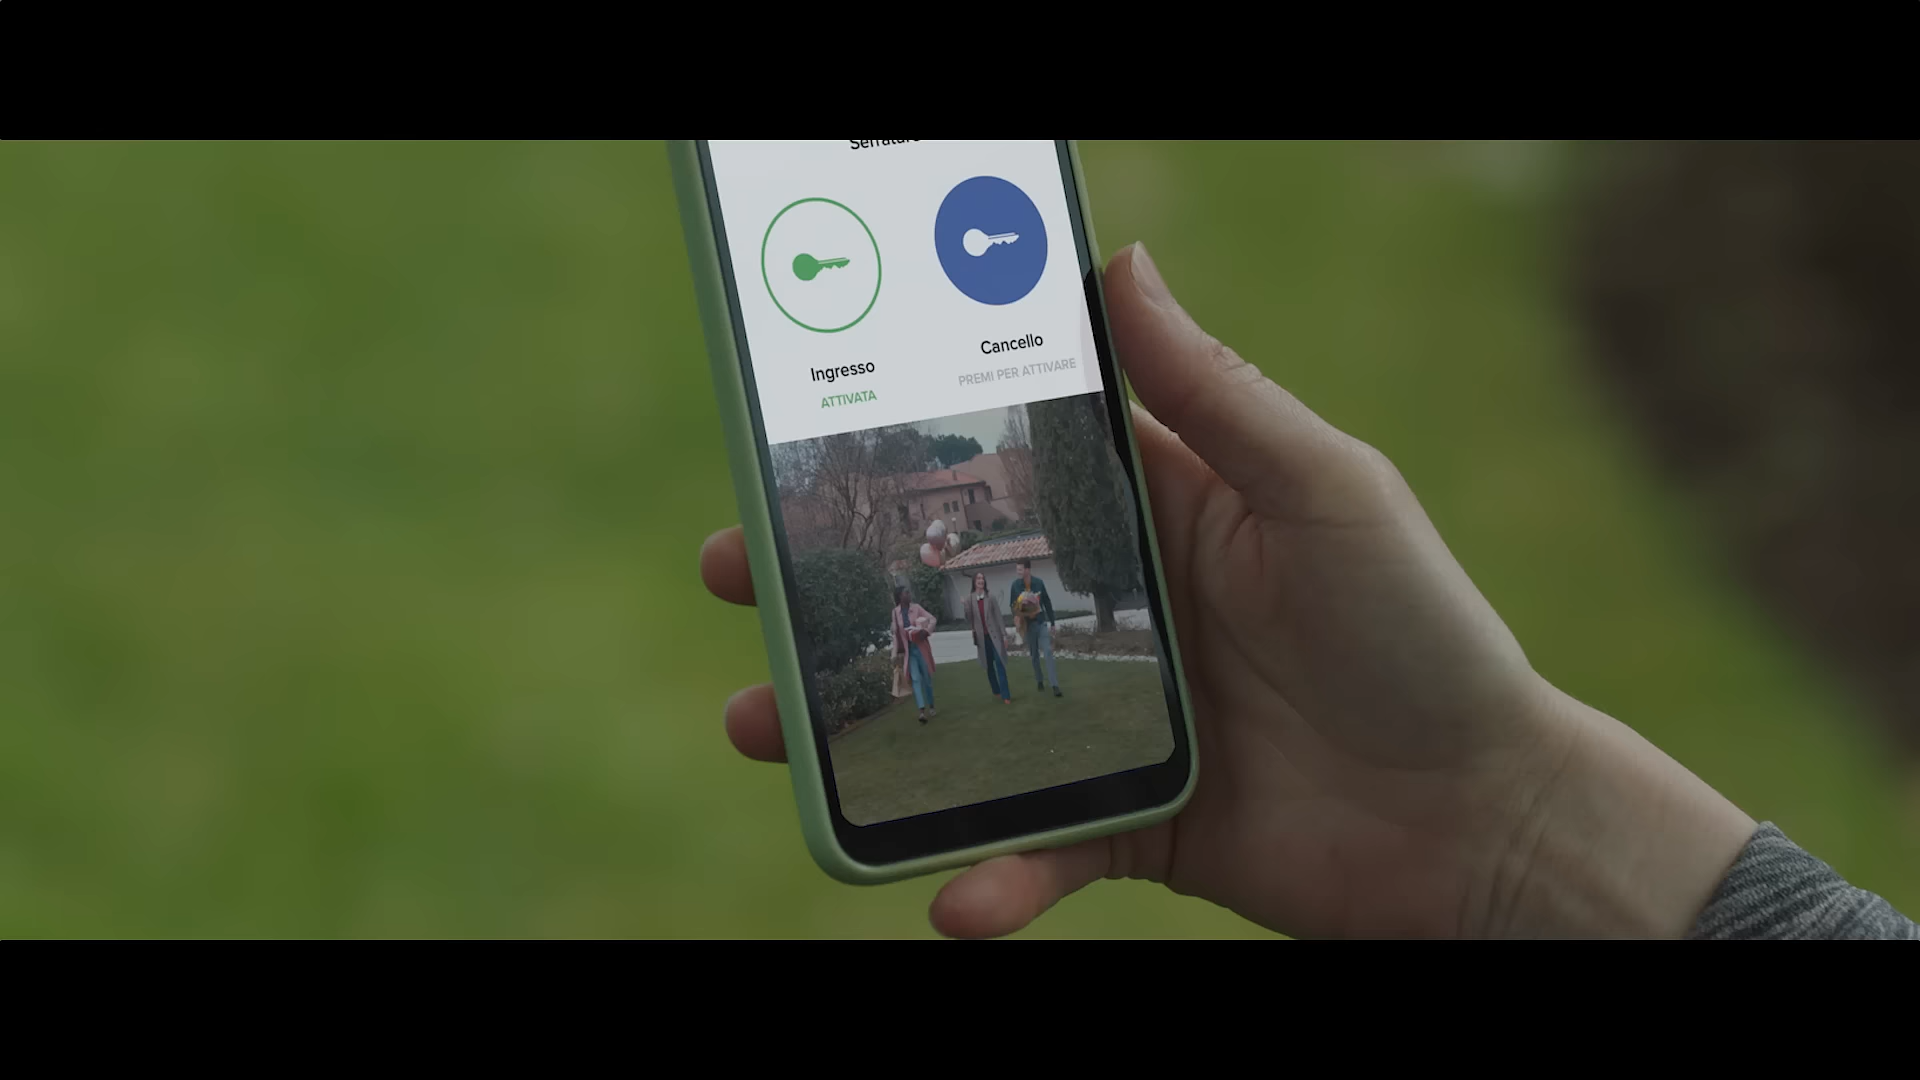 Ingresso
ATTIVATA
Cancello
PREMI PER ATTIVARE